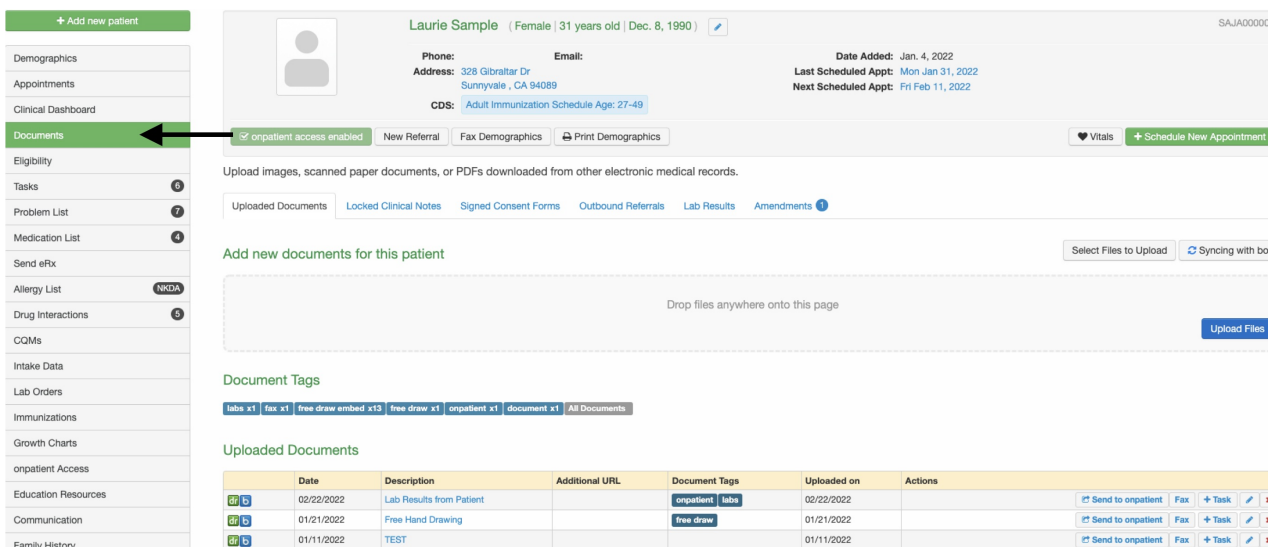 + Add new patient
Demographics
Appointments
Clinical Dashboard
Documents
Eligibility
Tasks 6
Problem List 7
Medication List 4
Send eRx
Allergy List NKDA
Drug Interactions 5
CQMs
Intake Data
Lab Orders
Immunizations
Growth Charts
onpatient Access
Education Resources
Communication
Family History
Laurie Sample ( Female | 31 years old | Dec. 8, 1990 )
SAJA00000
Phone: Email: Date Added: Jan. 4, 2022
Address: 328 Gibraltar Dr Last Scheduled Appt: Mon Jan 31, 2022
Sunnyvale , CA 94089 Next Scheduled Appt: Fri Feb 11, 2022
CDS: Adult Immunization Schedule Age: 27-49
onpatient access enabled New Referral Fax Demographics Print Demographics Vitals + Schedule New Appointment
Upload images, scanned paper documents, or PDFs downloaded from other electronic medical records.
Uploaded Documents Locked Clinical Notes Signed Consent Forms Outbound Referrals Lab Results Amendments 1
Add new documents for this patient Select Files to Upload Syncing with bo
Drop files anywhere onto this page
Upload Files
Document Tags
labs x1 fax x1 free draw embed x13 free draw x1 onpatient x1 document x1 All Documents
Uploaded Documents
Date Description Additional URL Document Tags Uploaded on Actions
dr b 02/22/2022 Lab Results from Patient onpatient labs 02/22/2022 Send to onpatient Fax + Task
dr b 01/21/2022 Free Hand Drawing free draw 01/21/2022 Send to onpatient Fax + Task
dr b 01/11/2022 TEST 01/11/2022 Send to onpatient Fax + Task